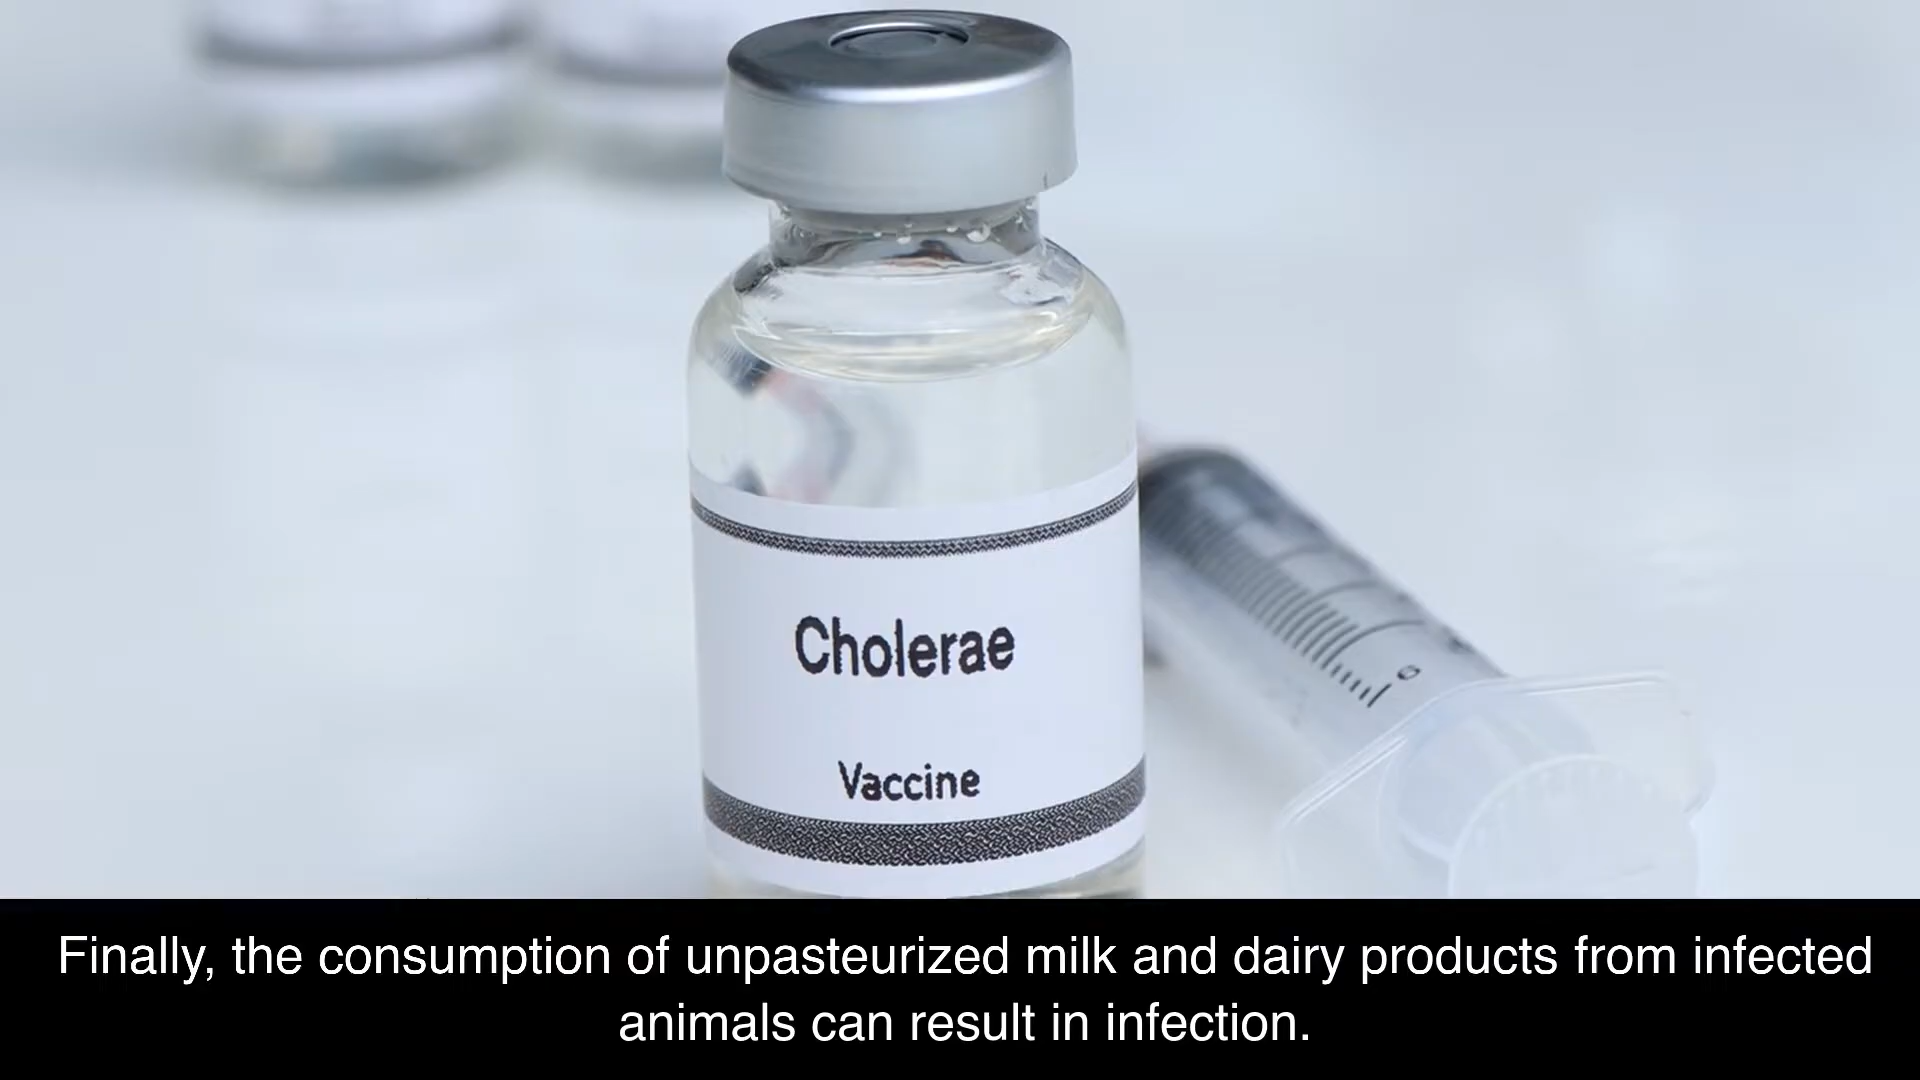 Cholerae
Vaccine
Finally, the consumption of unpasteurized milk and dairy products from infected
animals can result in infection.